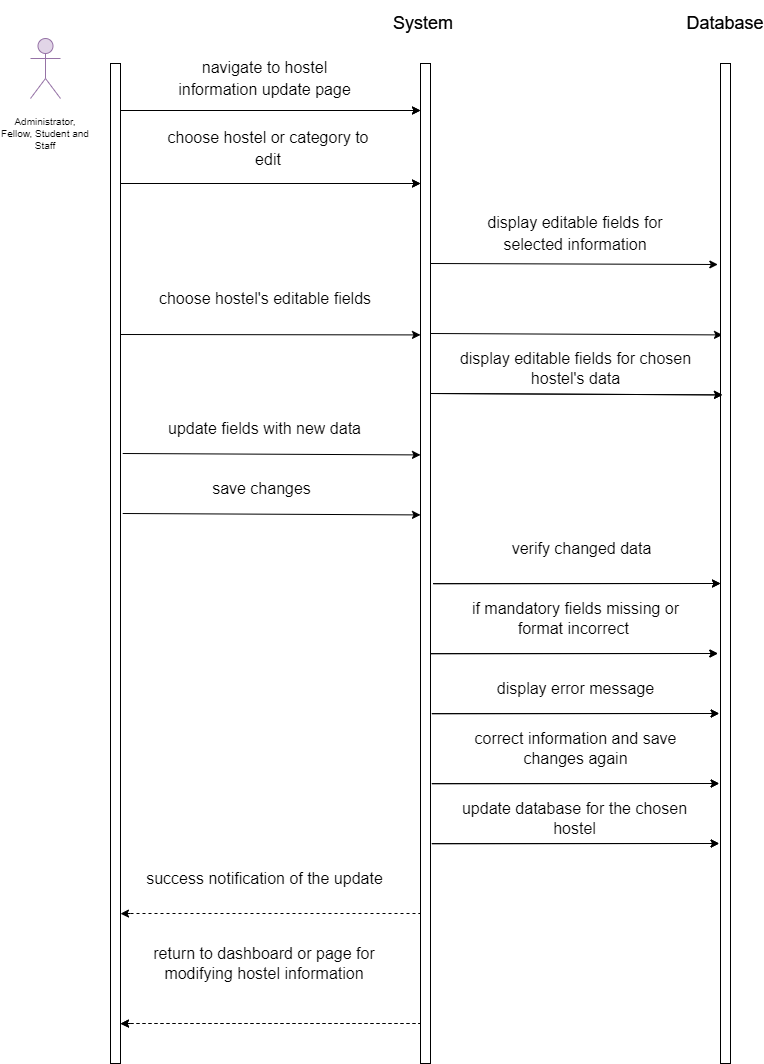 System
Database
Administrator,
Fellow, Student and
Staff
navigate to hostel
information update page
choose hostel or category to
edit
display editable fields for
selected information
choose hostel's editable fields
display editable fields for chosen
hostel's data
update fields with new data
save changes
verify changed data
if mandatory fields missing or
format incorrect
display error message
correct information and save
changes again
update database for the chosen
hostel
success notification of the update
return to dashboard or page for
modifying hostel information